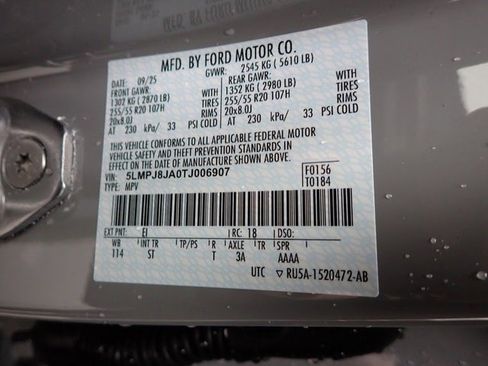 MFD. BY FORD MOTOR CO.
DATE: 09/25 GVWR: 2545 KG ( 5610 LB)
FRONT GAWR: REAR GAWR:
1302 KG ( 2870 LB) WITH 1352 KG ( 2980 LB) WITH
255/55 R20 107H TIRES 255/55 R20 107H TIRES
20x8.0J RIMS 20x8.0J RIMS
AT 230 kPa/ 33 PSI COLD AT 230 kPa/ 33 PSI COLD
THIS VEHICLE CONFORMS TO ALL APPLICABLE FEDERAL MOTOR
VEHICLE SAFETY AND THEFT PREVENTION STANDARDS IN
EFFECT ON THE DATE OF MANUFACTURE SHOWN ABOVE.
VIN: 5LMPJ8JA0TJ006907 F0156
TYPE: MPV T0184
EXT PNT: EI RC: 18 DSO:
WB INT TR TP/PS R AXLE TR SPR
114 ST T 3A AAAA
UTC ▽ RU5A-1520472-AB